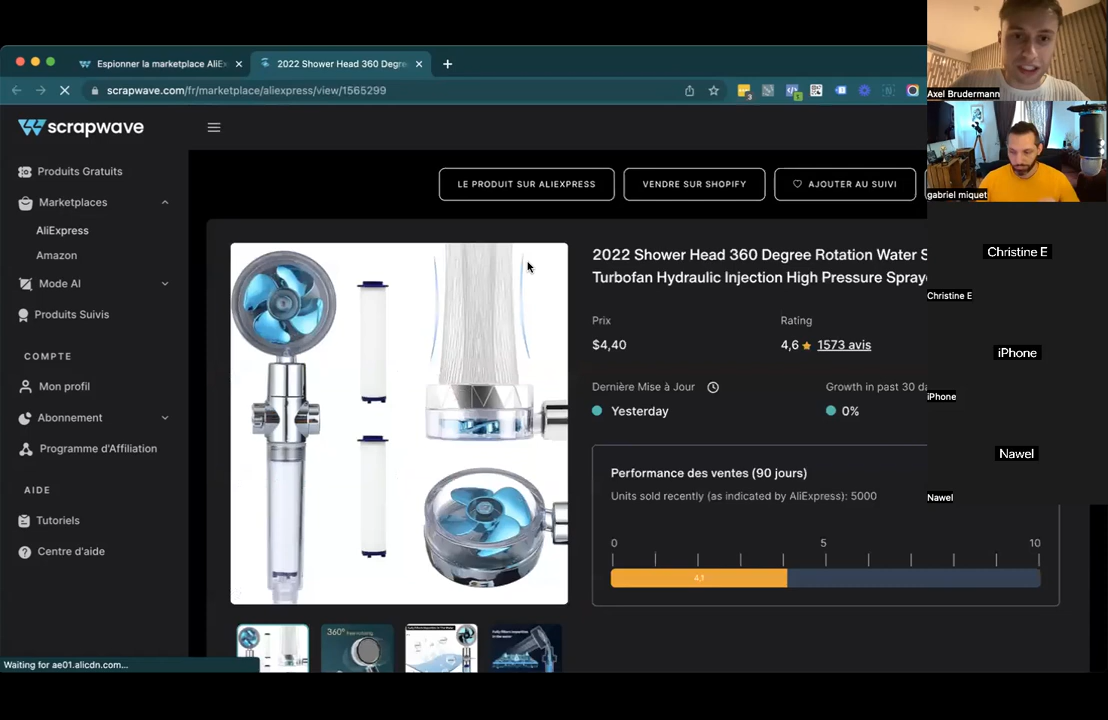 Espionner la marketplace AliEx
2022 Shower Head 360 Degre
scrapwave.com/fr/marketplace/aliexpress/view/1565299
scrapwave
Produits Gratuits
Marketplaces
AliExpress
Amazon
Mode AI
Produits Suivis
COMPTE
Mon profil
Abonnement
Programme d'Affiliation
AIDE
Tutoriels
Centre d'aide
Waiting for ae01.alicdn.com...
LE PRODUIT SUR ALIEXPRESS
VENDRE SUR SHOPIFY
AJOUTER AU SUIVI
2022 Shower Head 360 Degree Rotation Water S
Turbofan Hydraulic Injection High Pressure Spraye
Prix
Rating
$4,40
4,6 1573 avis
Dernière Mise à Jour
Growth in past 30 da
Yesterday
0%
Performance des ventes (90 jours)
Units sold recently (as indicated by AliExpress): 5000
0 5 10
4,1
360°
Axel Brudermann
gabriel miquet
Christine E
Christine E
iPhone
iPhone
Nawel
Nawel